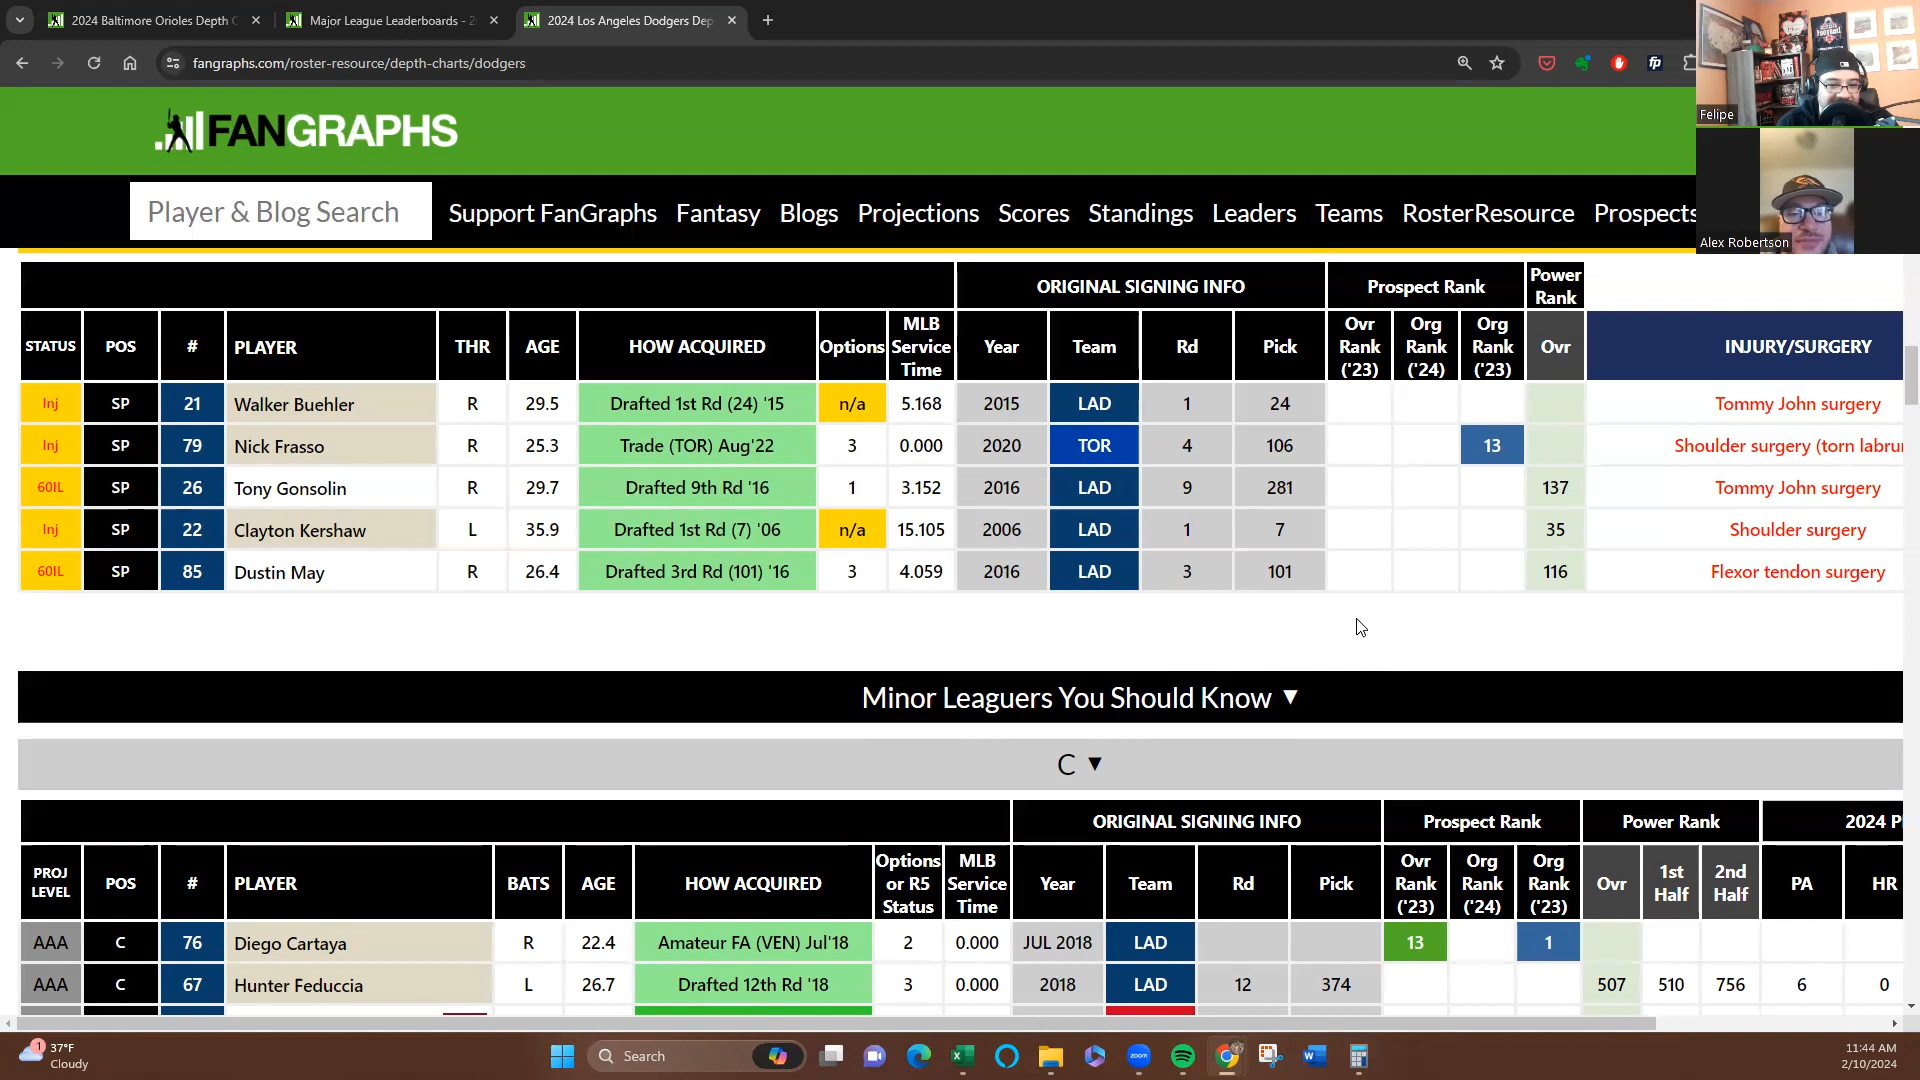 2024 Baltimore Orioles Depth C
Major League Leaderboards - 2
2024 Los Angeles Dodgers Dep
fangraphs.com/roster-resource/depth-charts/dodgers
Felipe
Alex Robertson
FANGRAPHS
Player & Blog Search
Support FanGraphs Fantasy Blogs Projections Scores Standings Leaders Teams RosterResource Prospects
ORIGINAL SIGNING INFO Prospect Rank Power Rank
STATUS POS # PLAYER THR AGE HOW ACQUIRED Options MLB Service Time Year Team Rd Pick Ovr Rank ('23) Org Rank ('24) Org Rank ('23) Ovr INJURY/SURGERY
Inj SP 21 Walker Buehler R 29.5 Drafted 1st Rd (24) '15 n/a 5.168 2015 LAD 1 24 Tommy John surgery
Inj SP 79 Nick Frasso R 25.3 Trade (TOR) Aug'22 3 0.000 2020 TOR 4 106 13 Shoulder surgery (torn labrur
60IL SP 26 Tony Gonsolin R 29.7 Drafted 9th Rd '16 1 3.152 2016 LAD 9 281 137 Tommy John surgery
Inj SP 22 Clayton Kershaw L 35.9 Drafted 1st Rd (7) '06 n/a 15.105 2006 LAD 1 7 35 Shoulder surgery
60IL SP 85 Dustin May R 26.4 Drafted 3rd Rd (101) '16 3 4.059 2016 LAD 3 101 116 Flexor tendon surgery
Minor Leaguers You Should Know ▼
C ▼
ORIGINAL SIGNING INFO Prospect Rank Power Rank 2024 P
PROJ LEVEL POS # PLAYER BATS AGE HOW ACQUIRED Options or R5 Status MLB Service Time Year Team Rd Pick Ovr Rank ('23) Org Rank ('24) Org Rank ('23) Ovr 1st Half 2nd Half PA HR
AAA C 76 Diego Cartaya R 22.4 Amateur FA (VEN) Jul'18 2 0.000 JUL 2018 LAD 13 1
AAA C 67 Hunter Feduccia L 26.7 Drafted 12th Rd '18 3 0.000 2018 LAD 12 374 507 510 756 6 0
1
37°F
Cloudy
Search
zoom
11:44 AM
2/10/2024